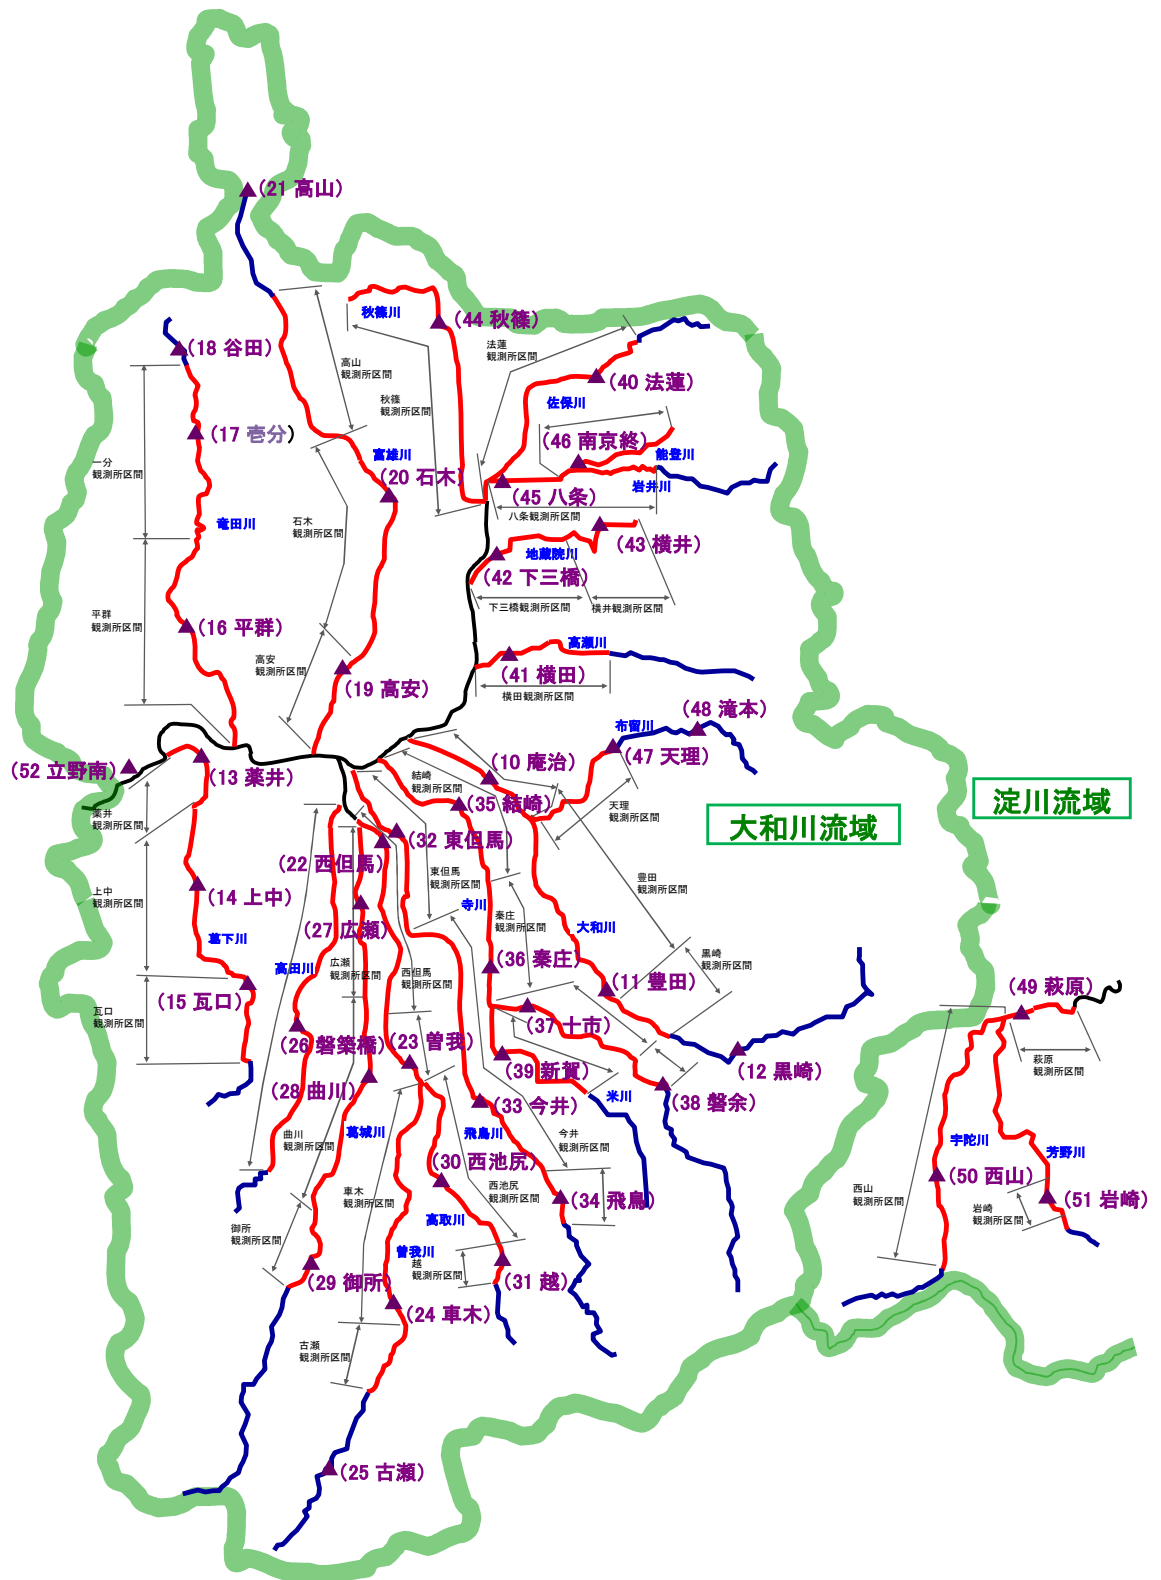 (21 高山)
秋篠川
(44 秋篠)
法蓮
観測所区間
(18 谷田)
高山
観測所区間
(40 法蓮)
秋篠
観測所区間
佐保川
(17 壱分)
(46 南京終)
富雄川
能登川
一分
観測所区間
(20 石木)
岩井川
(45 八条)
八条観測所区間
竜田川
石木
観測所区間
(43 横井)
地蔵院川
(42 下三橋)
下三橋観測所区間
横井観測所区間
平群
観測所区間
(16 平群)
高瀬川
高安
観測所区間
(41 横田)
(19 高安)
横田観測所区間
(48 滝本)
布留川
(47 天理)
(52 立野南)
(13 薬井)
(10 庵治)
結崎
観測所区間
(35 結崎)
天理
観測所区間
淀川流域
薬井
観測所区間
大和川流域
(32 東但馬)
(22 西但馬)
上中
観測所区間
(14 上中)
東但馬
観測所区間
豊田
観測所区間
寺川
(27 広瀬)
秦庄
観測所区間
大和川
葛下川
高田川
広瀬
観測所区間
西但馬
観測所区間
(36 秦庄)
黒崎
観測所区間
(15 瓦口)
(11 豊田)
(49 萩原)
瓦口
観測所区間
(37 十市)
(26 磐築橋)
(23 曽我)
(39 新賀)
(12 黒崎)
萩原
観測所区間
(28 曲川)
米川
(38 磐余)
(33 今井)
曲川
観測所区間
葛城川
飛鳥川
今井
観測所区間
宇陀川
芳野川
(30 西池尻)
(50 西山)
車木
観測所区間
西池尻
観測所区間
(34 飛鳥)
西山
観測所区間
(51 岩崎)
岩崎
観測所区間
御所
観測所区間
高取川
曽我川
越
観測所区間
(29 御所)
(31 越)
(24 車木)
古瀬
観測所区間
(25 古瀬)